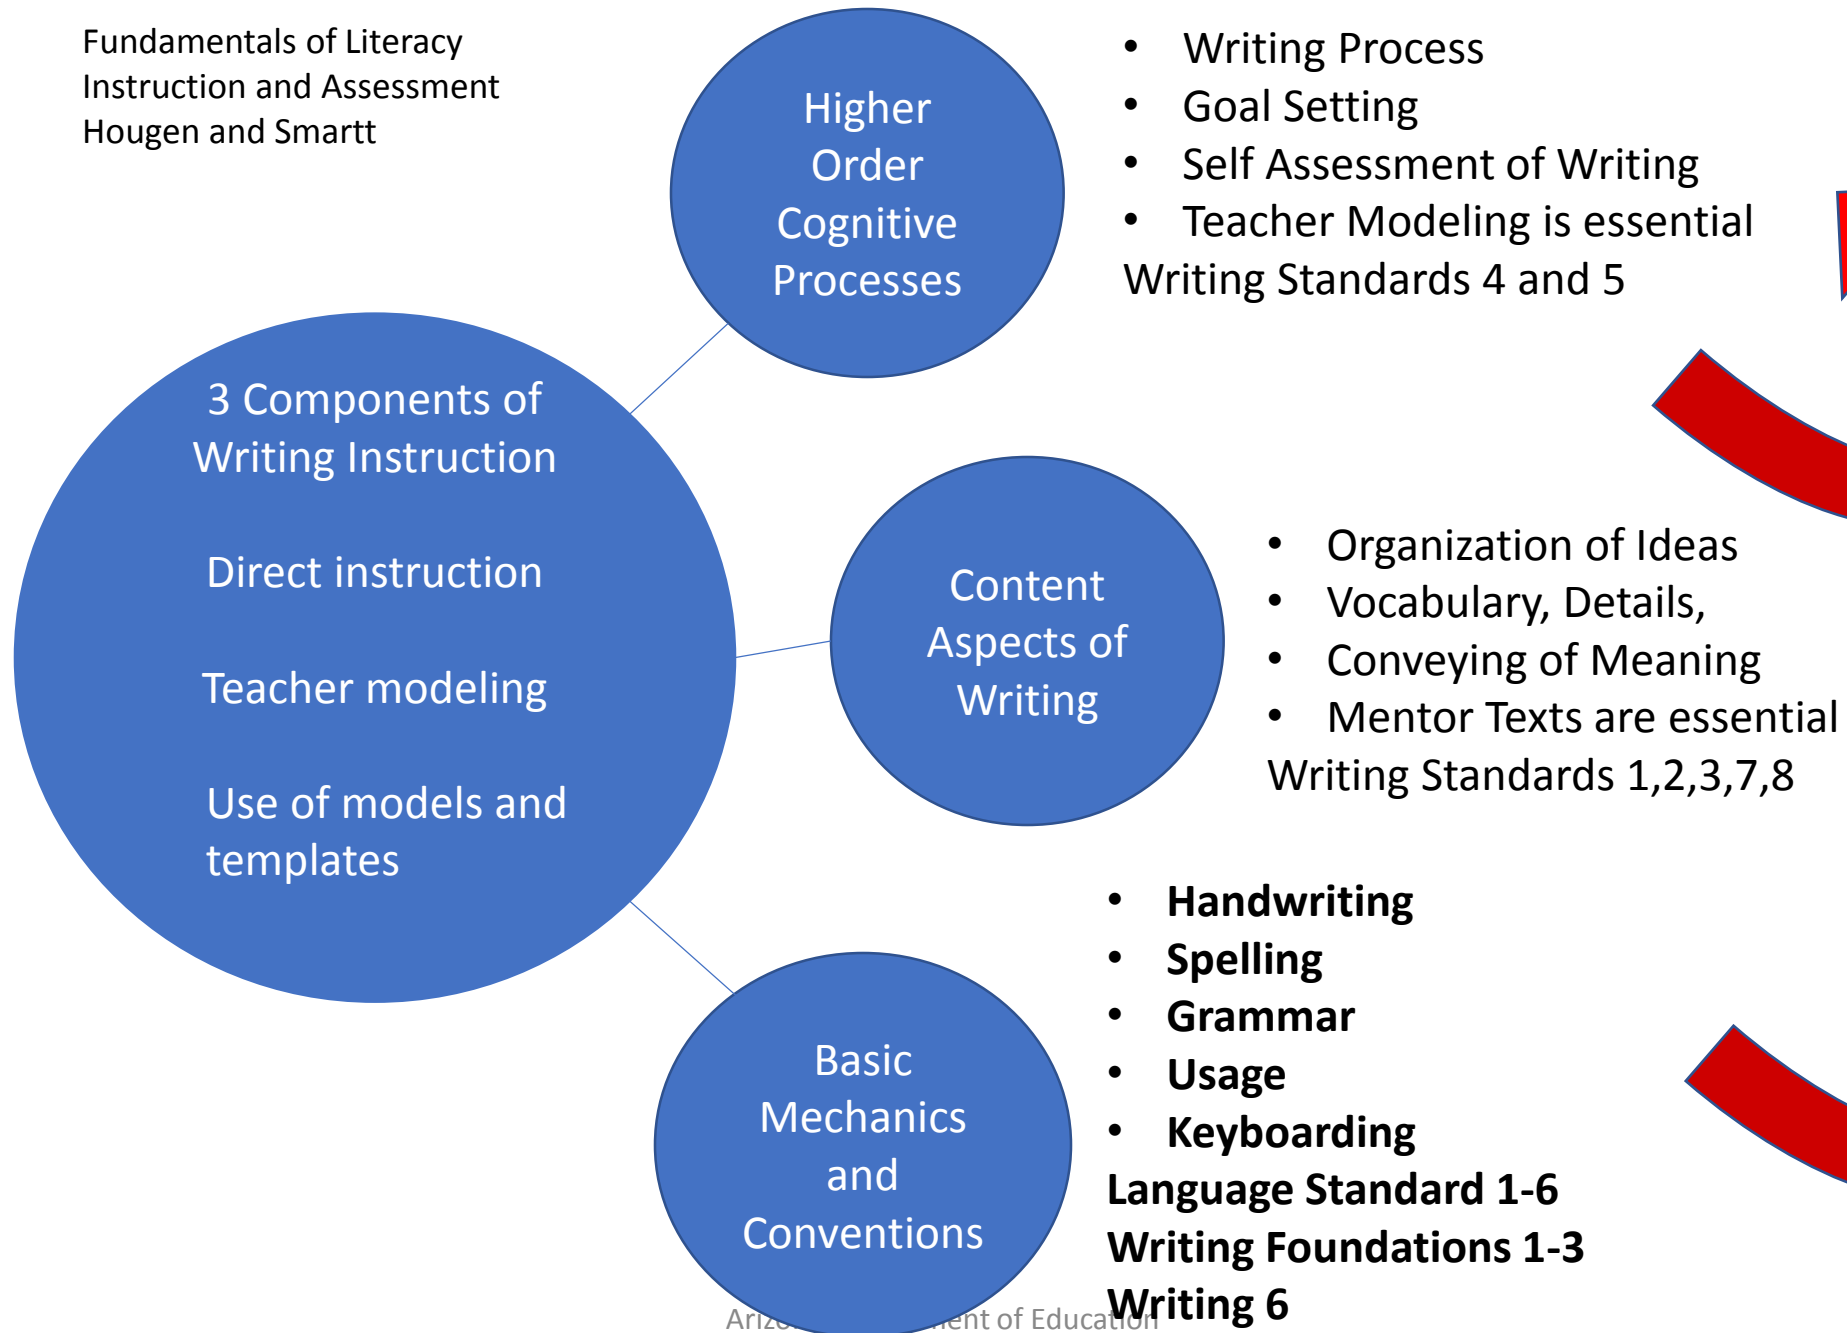 Fundamentals of Literacy
Instruction and Assessment
Hougen and Smartt
Higher
Order
Cognitive
Processes
• Writing Process
• Goal Setting
• Self Assessment of Writing
• Teacher Modeling is essential
Writing Standards 4 and 5
3 Components of
Writing Instruction
Direct instruction
Teacher modeling
Use of models and
templates
Content
Aspects of
Writing
• Organization of Ideas
• Vocabulary, Details,
• Conveying of Meaning
• Mentor Texts are essential
Writing Standards 1,2,3,7,8
Basic
Mechanics
and
Conventions
• Handwriting
• Spelling
• Grammar
• Usage
• Keyboarding
Language Standard 1-6
Writing Foundations 1-3
Writing 6
of Education